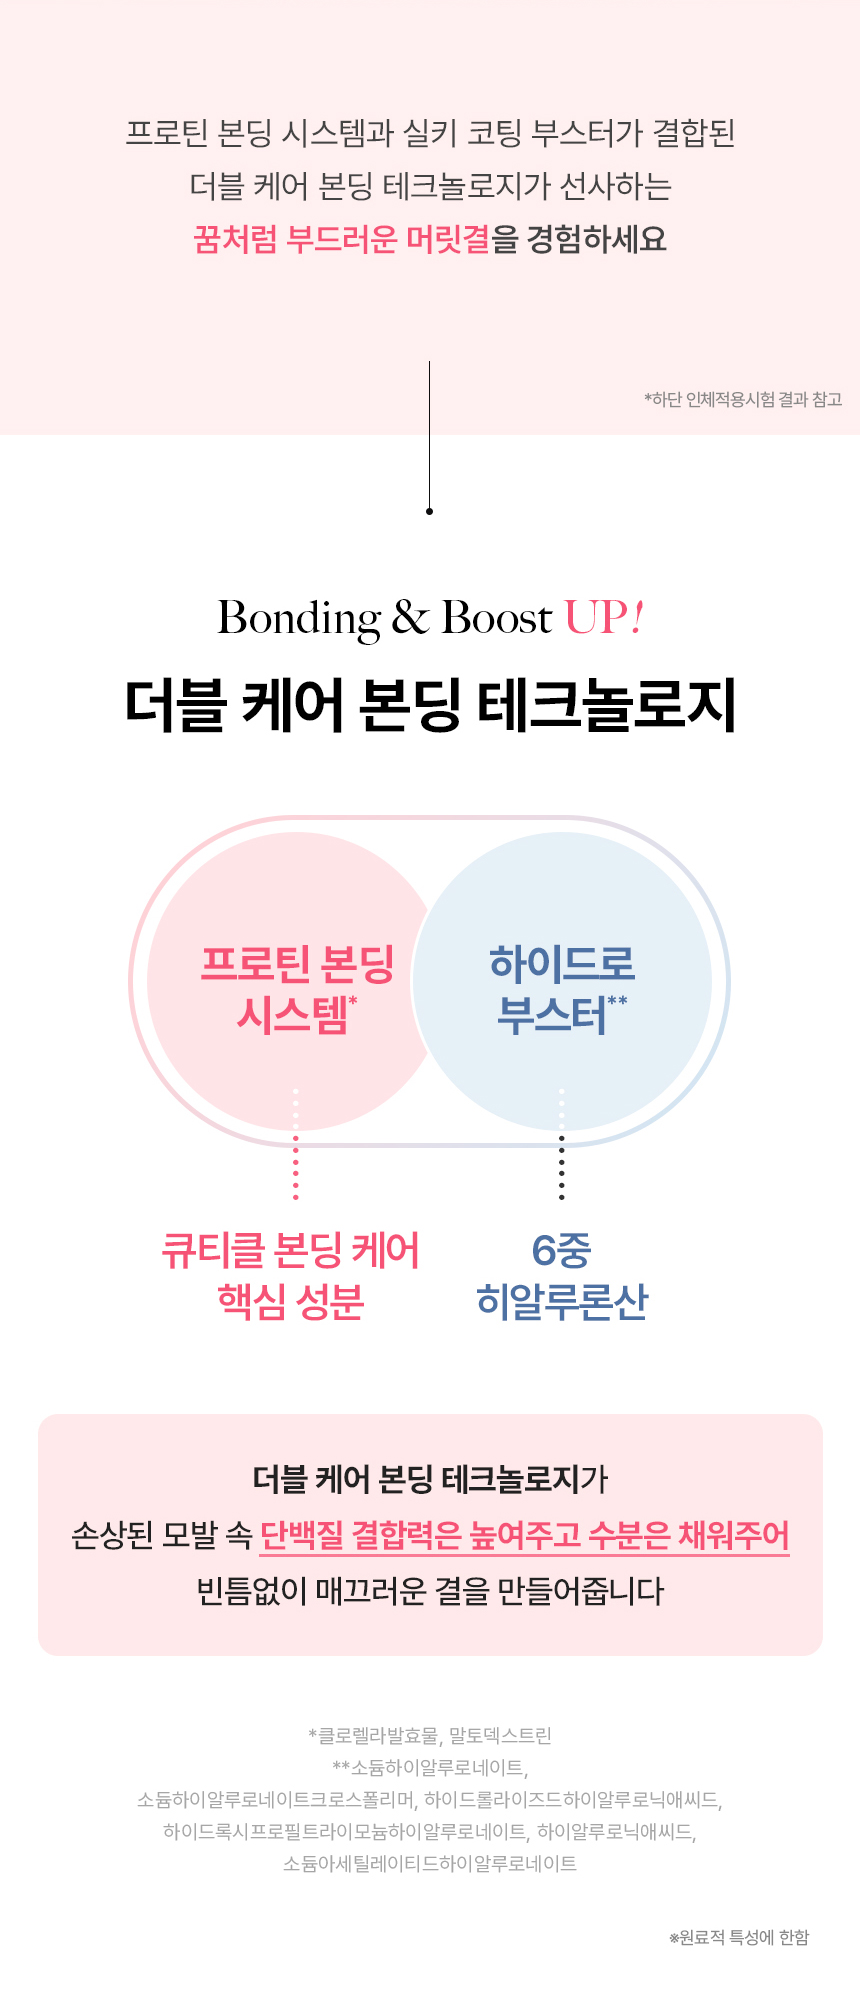 프로틴 본딩 시스템과 실키 코팅 부스터가 결합된
더블 케어 본딩 테크놀로지가 선사하는
꿈처럼 부드러운 머릿결을 경험하세요
*하단 인체적용시험 결과 참고
Bonding & Boost UP!
더블 케어 본딩 테크놀로지
프로틴 본딩
시스템*
하이드로
부스터**
큐티클 본딩 케어
핵심 성분
6중
히알루론산
더블 케어 본딩 테크놀로지가
손상된 모발 속 단백질 결합력은 높여주고 수분은 채워주어
빈틈없이 매끄러운 결을 만들어줍니다
*클로렐라발효물, 말토덱스트린
**소듐하이알루로네이트,
소듐하이알루로네이트크로스폴리머, 하이드롤라이즈드하이알루로닉애씨드,
하이드록시프로필트라이모늄하이알루로네이트, 하이알루로닉애씨드,
소듐아세틸레이티드하이알루로네이트
※원료적 특성에 한함